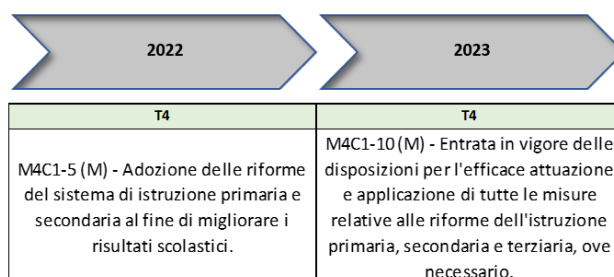 2022
2023
T4
T4
M4C1-5 (M) - Adozione delle riforme
del sistema di istruzione primaria e
secondaria al fine di migliorare i
risultati scolastici.
M4C1-10 (M) - Entrata in vigore delle
disposizioni per l'efficace attuazione
e applicazione di tutte le misure
relative alle riforme dell'istruzione
primaria, secondaria e terziaria, ove
necessario.